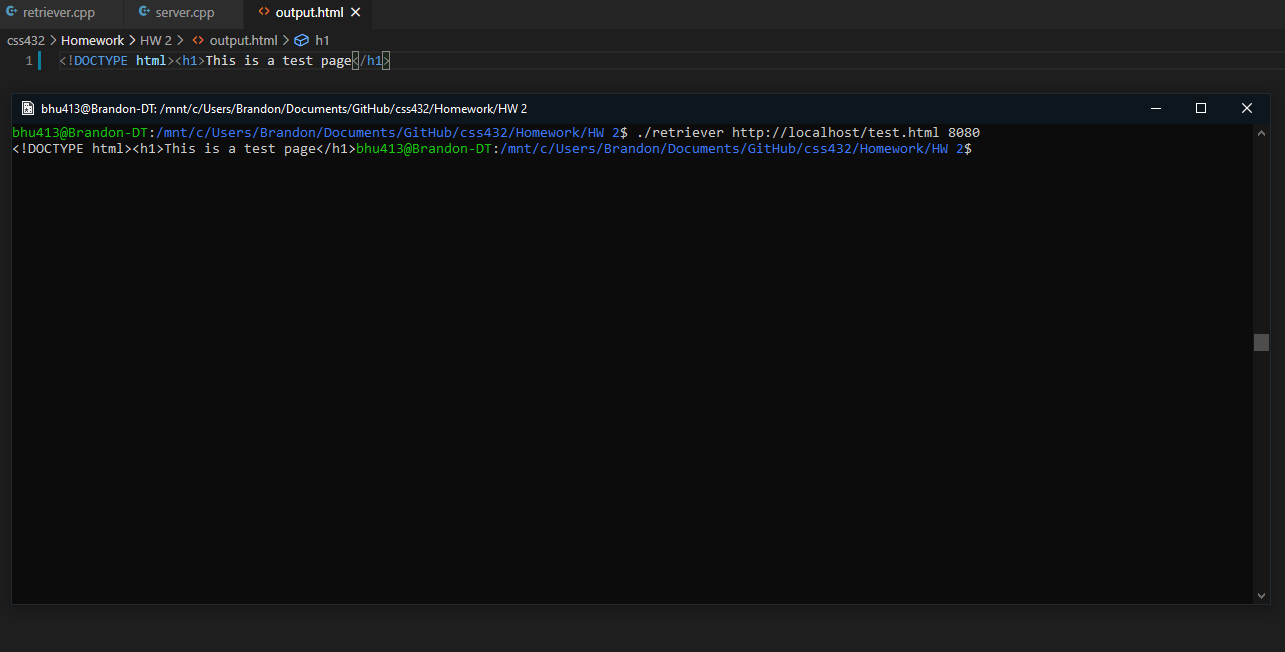 retriever.cpp server.cpp output.html
css432 > Homework > HW 2 > output.html > h1
1 <!DOCTYPE html><h1>This is a test page</h1>
bhu413@Brandon-DT: /mnt/c/Users/Brandon/Documents/GitHub/css432/Homework/HW 2
bhu413@Brandon-DT:/mnt/c/Users/Brandon/Documents/GitHub/css432/Homework/HW 2$ ./retriever http://localhost/test.html 8080
<!DOCTYPE html><h1>This is a test page</h1>bhu413@Brandon-DT:/mnt/c/Users/Brandon/Documents/GitHub/css432/Homework/HW 2$